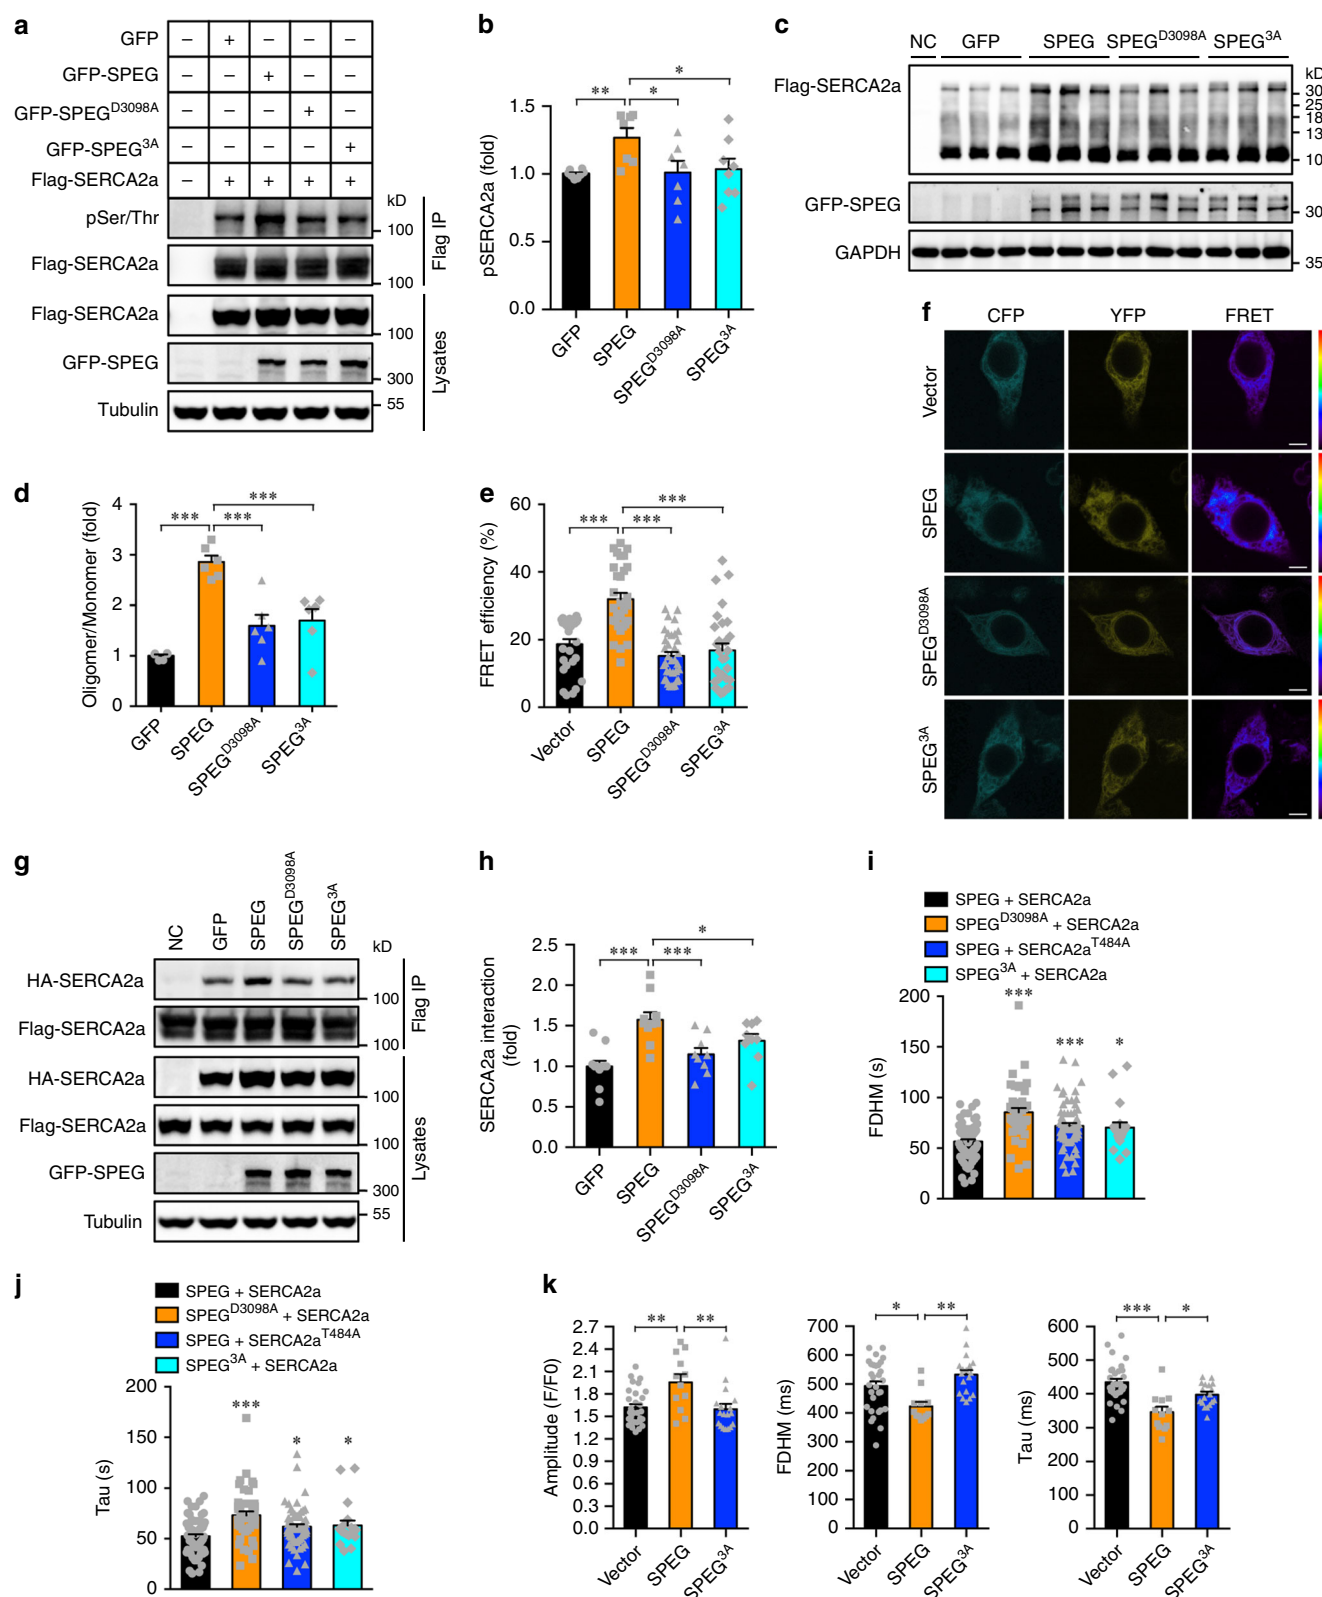 a
GFP – + – – –
GFP-SPEG – – + – –
GFP-SPEG^D3098A – – – + –
GFP-SPEG^3A – – – – +
Flag-SERCA2a – + + + +
kD
pSer/Thr
100
Flag-SERCA2a
100
Flag IP
Flag-SERCA2a
100
GFP-SPEG
300
Tubulin
55
Lysates
b
pSERCA2a (fold)
1.5
1.0
0.5
0.0
** * *
GFP SPEG SPEG^D3098A SPEG^3A
c
NC GFP SPEG SPEG^D3098A SPEG^3A
Flag-SERCA2a
GFP-SPEG
30
GAPDH
35
d
Oligomer/Monomer (fold)
4
3
2
1
0
*** *** ***
GFP SPEG SPEG^D3098A SPEG^3A
e
FRET efficiency (%)
60
40
20
0
*** *** ***
Vector SPEG SPEG^D3098A SPEG^3A
f
CFP YFP FRET
Vector
SPEG
SPEG^D3098A
SPEG^3A
g
NC GFP SPEG SPEG^D3098A SPEG^3A
kD
HA-SERCA2a
100
Flag-SERCA2a
100
Flag IP
HA-SERCA2a
100
Flag-SERCA2a
100
GFP-SPEG
300
Tubulin
55
Lysates
h
SERCA2a interaction
(fold)
2.5
2.0
1.5
1.0
0.5
0.0
*** *** *
GFP SPEG SPEG^D3098A SPEG^3A
i
SPEG + SERCA2a
SPEG^D3098A + SERCA2a
SPEG + SERCA2a^T484A
SPEG^3A + SERCA2a
FDHM (s)
200
150
100
50
0
*** *** *
j
SPEG + SERCA2a
SPEG^D3098A + SERCA2a
SPEG + SERCA2a^T484A
SPEG^3A + SERCA2a
Tau (s)
200
150
100
50
0
*** * *
k
Amplitude (F/F0)
2.7
2.4
2.1
1.8
1.5
1.2
0.9
0.6
0.3
0.0
** **
Vector SPEG SPEG^3A
FDHM (ms)
700
600
500
400
300
200
100
0
* **
Vector SPEG SPEG^3A
Tau (ms)
600
500
400
300
200
100
0
*** *
Vector SPEG SPEG^3A